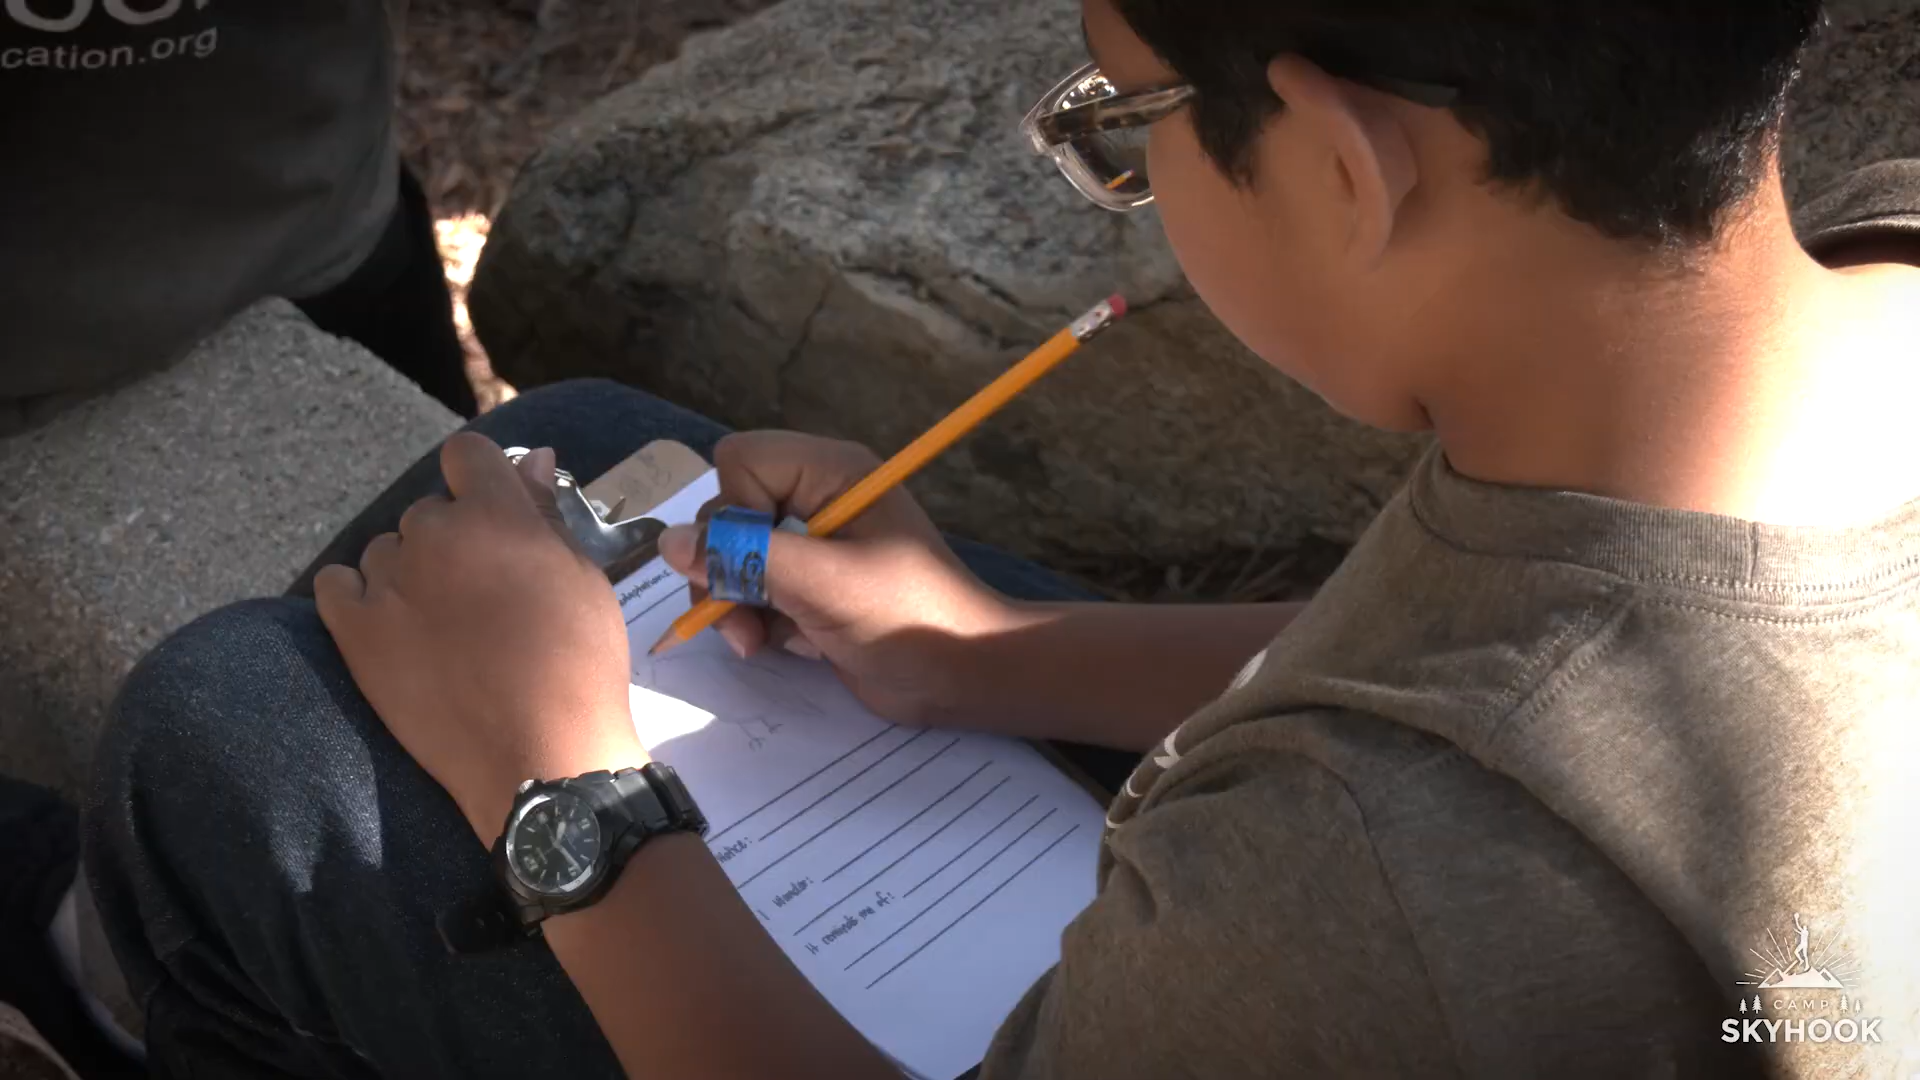 cation.org
adaptations:
Notice:
I Wonder:
It reminds me of:
CAMP
SKYHOOK